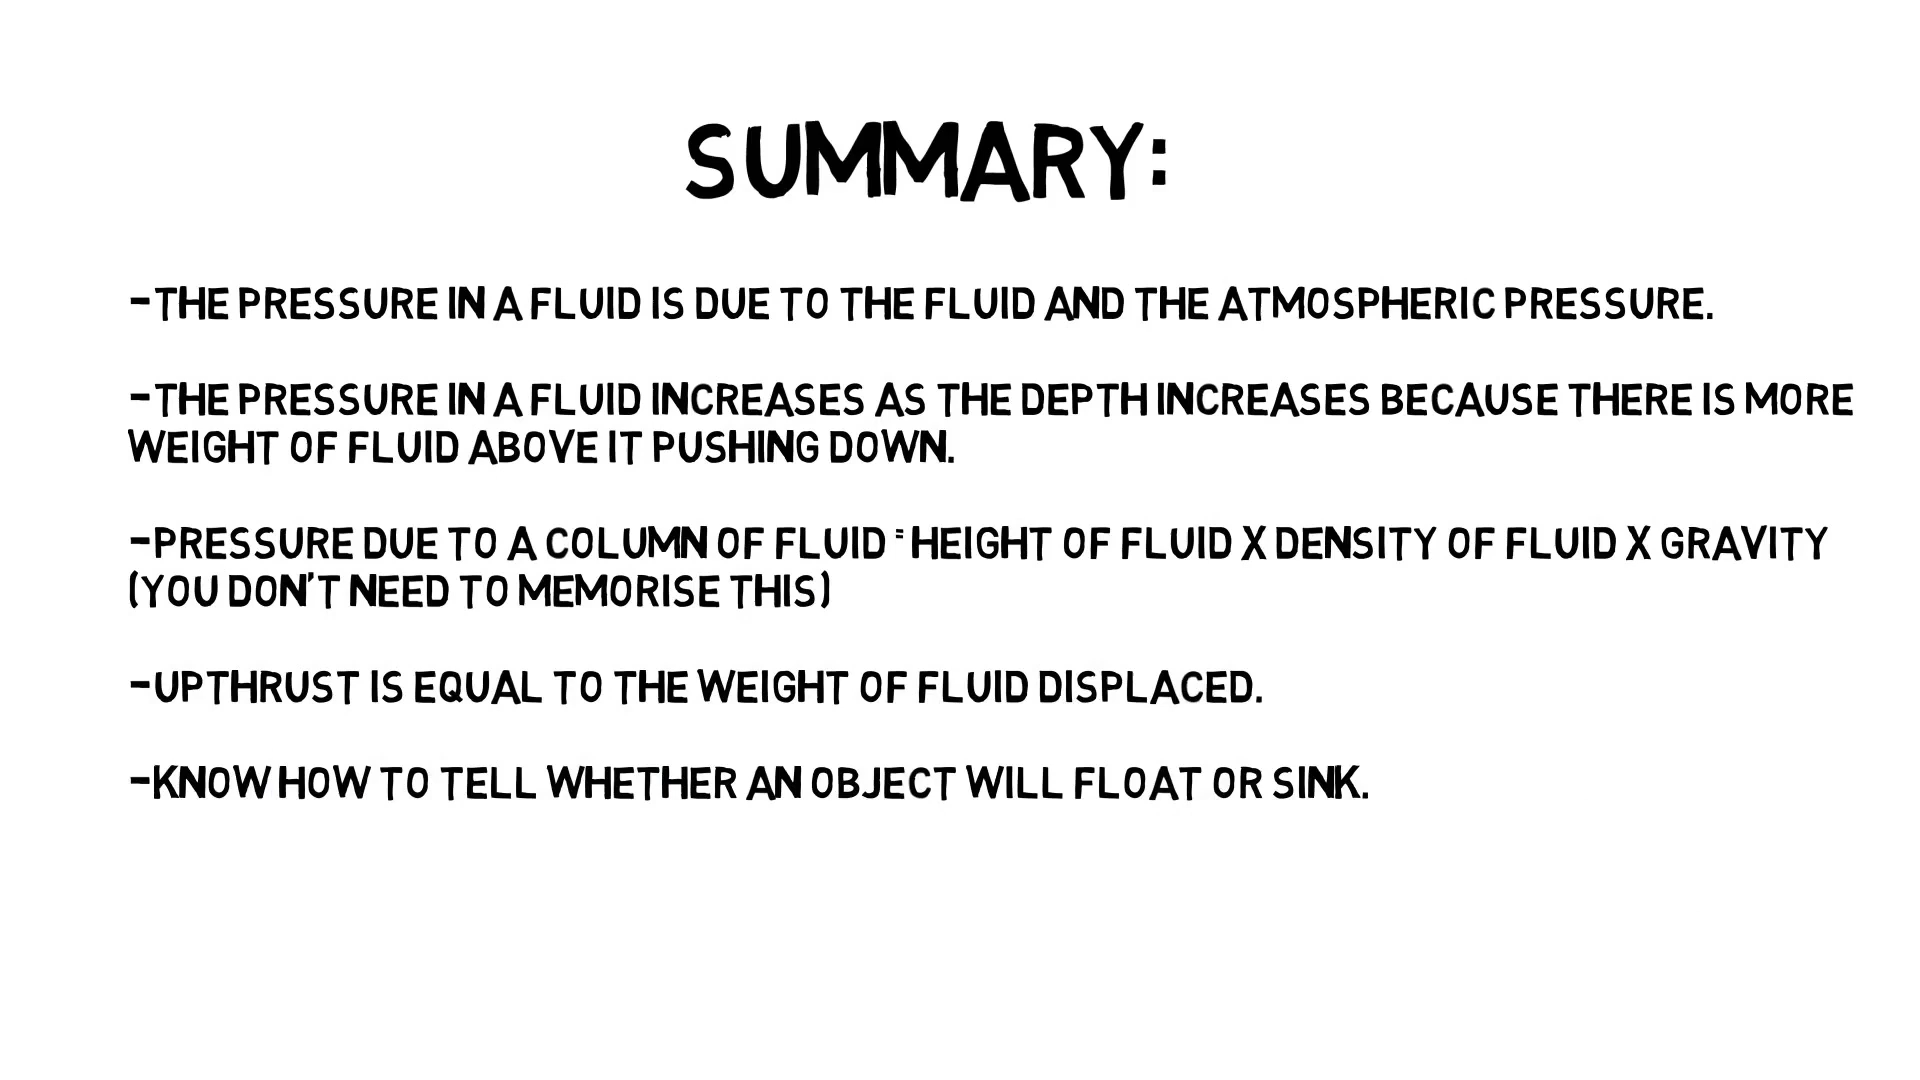 SUMMARY:
-THE PRESSURE IN A FLUID IS DUE TO THE FLUID AND THE ATMOSPHERIC PRESSURE.
-THE PRESSURE IN A FLUID INCREASES AS THE DEPTH INCREASES BECAUSE THERE IS MORE
WEIGHT OF FLUID ABOVE IT PUSHING DOWN.
-PRESSURE DUE TO A COLUMN OF FLUID = HEIGHT OF FLUID X DENSITY OF FLUID X GRAVITY
(YOU DON'T NEED TO MEMORISE THIS)
-UPTHRUST IS EQUAL TO THE WEIGHT OF FLUID DISPLACED.
-KNOW HOW TO TELL WHETHER AN OBJECT WILL FLOAT OR SINK.